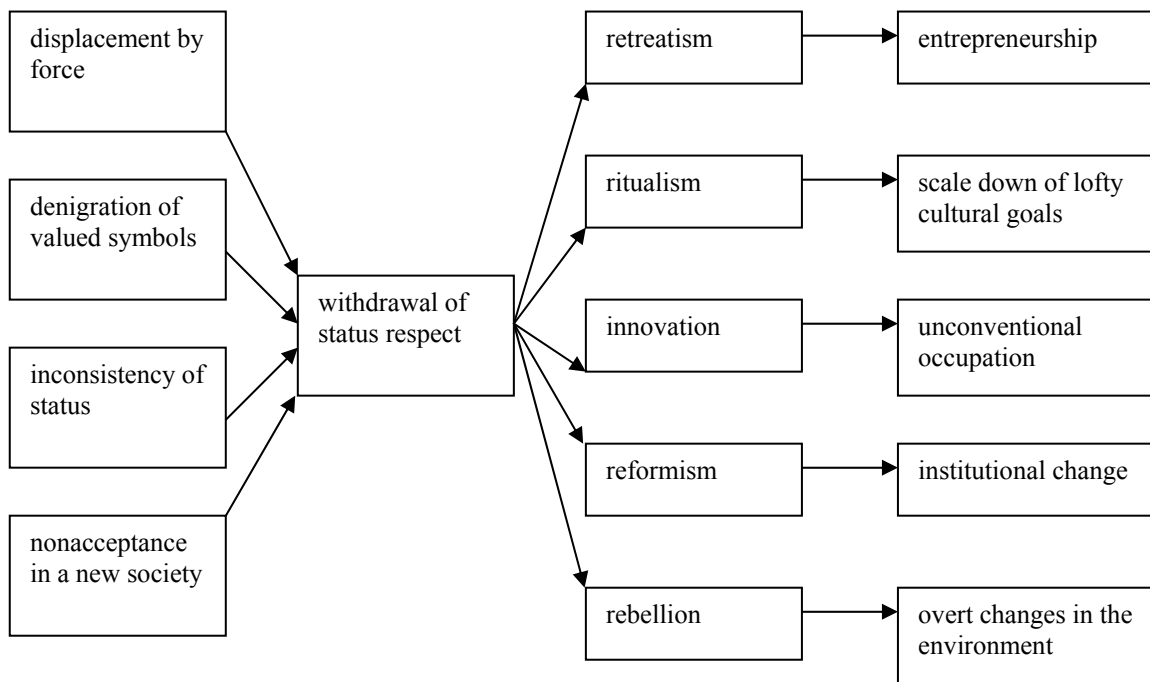 displacement by
force
denigration of
valued symbols
inconsistency of
status
nonacceptance
in a new society
withdrawal of
status respect
retreatism
ritualism
innovation
reformism
rebellion
entrepreneurship
scale down of lofty
cultural goals
unconventional
occupation
institutional change
overt changes in the
environment